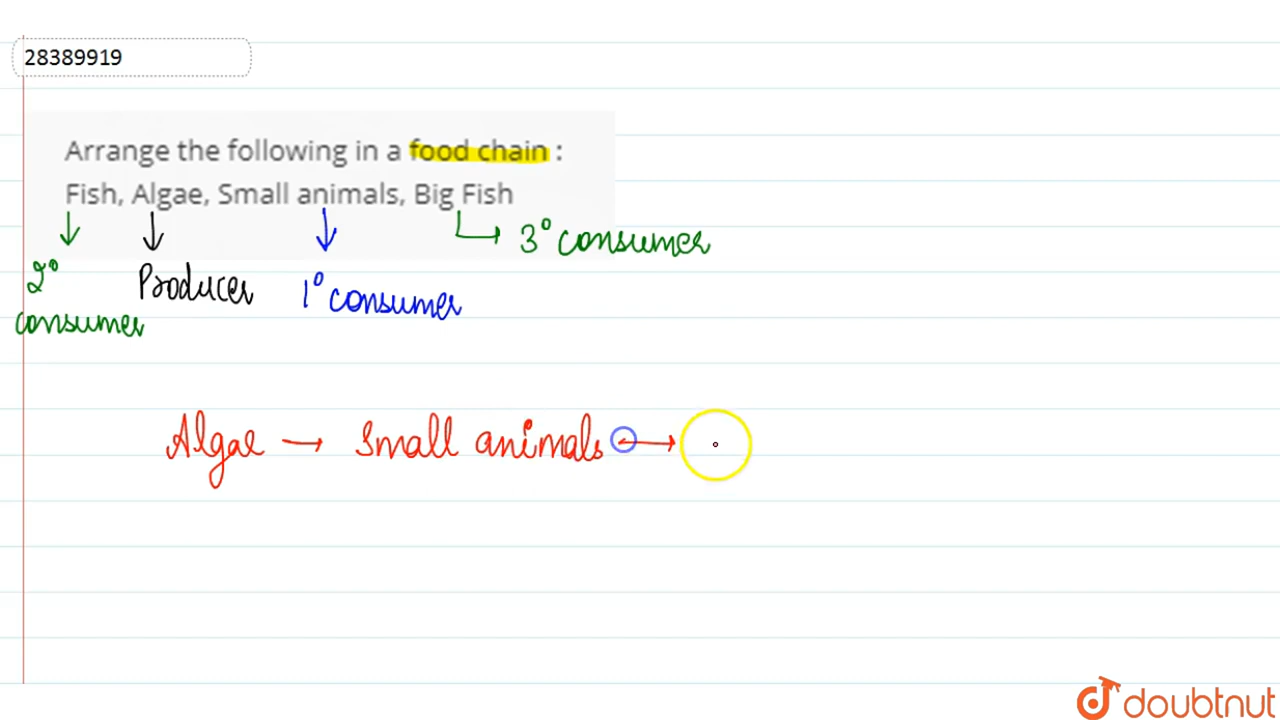 28389919
Arrange the following in a food chain :
Fish, Algae, Small animals, Big Fish
3° consumer
2° consumer
Producer
1° consumer
Algae → Small animals →
doubtnut